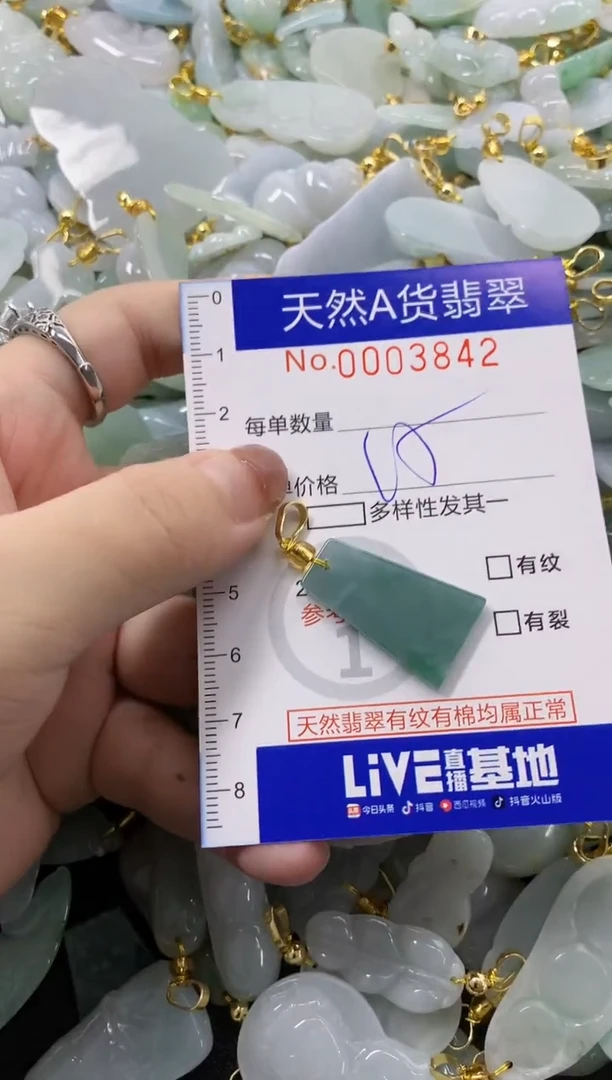 天然A货翡翠
No.0003842
每单数量
单价格
多样性发其一
有纹
有裂
参考
1
天然翡翠有纹有棉均属正常
LiVE直播基地
今日头条 抖音 西瓜视频 抖音火山版
0
1
2
5
6
7
8